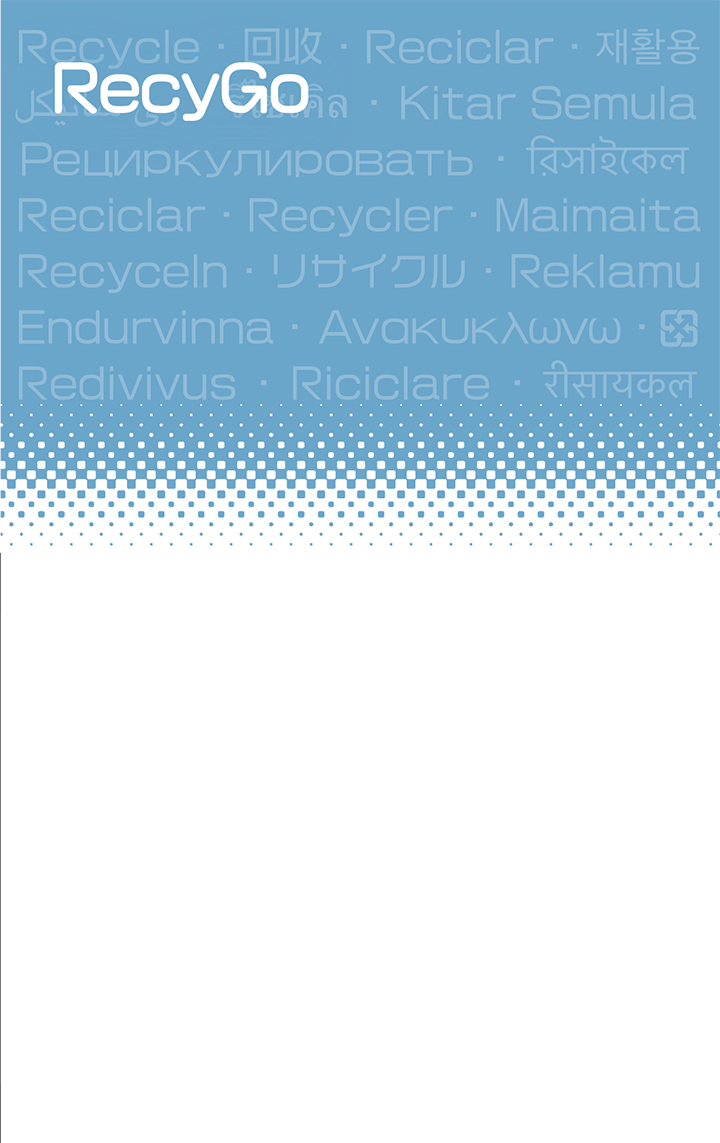 Recycle · 回收 · Reciclar · 재활용
RecyGo
· Kitar Semula
Рециркулировать · রিসাইকেল
Reciclar · Recycler · Maimaita
Recyceln · リサイクル · Reklamu
Endurvinna · Ανακυκλωνω ·
Redivivus · Riciclare · रीसायकल